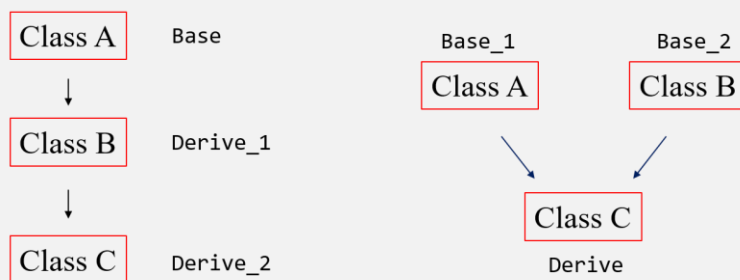 Class A Base
Class B Derive_1
Class C Derive_2
Base_1 Base_2
Class A Class B
Class C
Derive